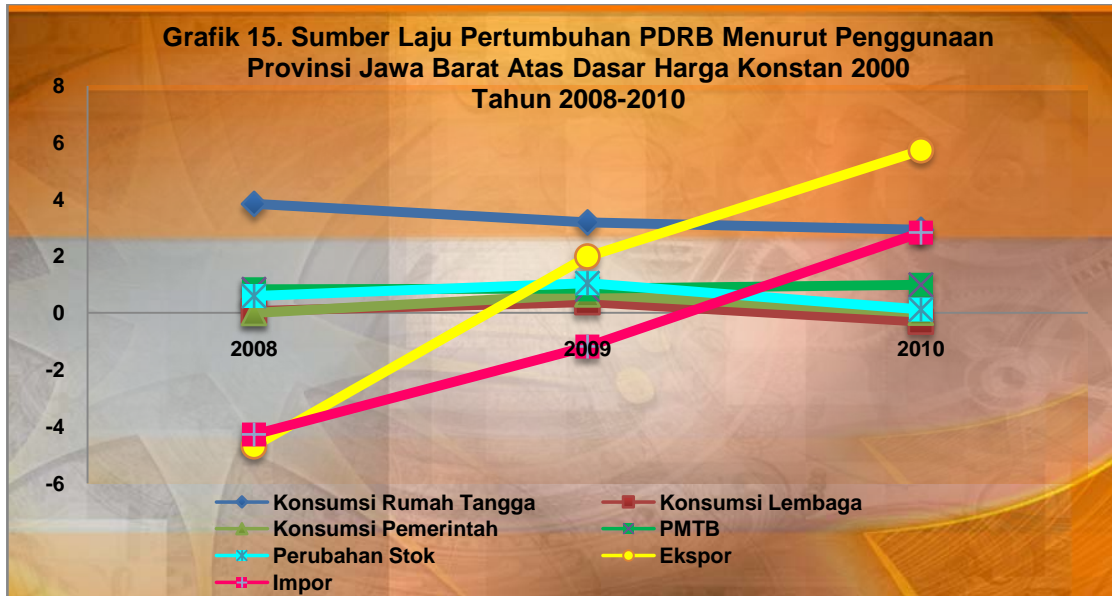 Grafik 15. Sumber Laju Pertumbuhan PDRB Menurut Penggunaan
Provinsi Jawa Barat Atas Dasar Harga Konstan 2000
Tahun 2008-2010
8
6
4
2
0
-2
-4
-6
2008
2009
2010
Konsumsi Rumah Tangga
Konsumsi Lembaga
Konsumsi Pemerintah
PMTB
Perubahan Stok
Ekspor
Impor